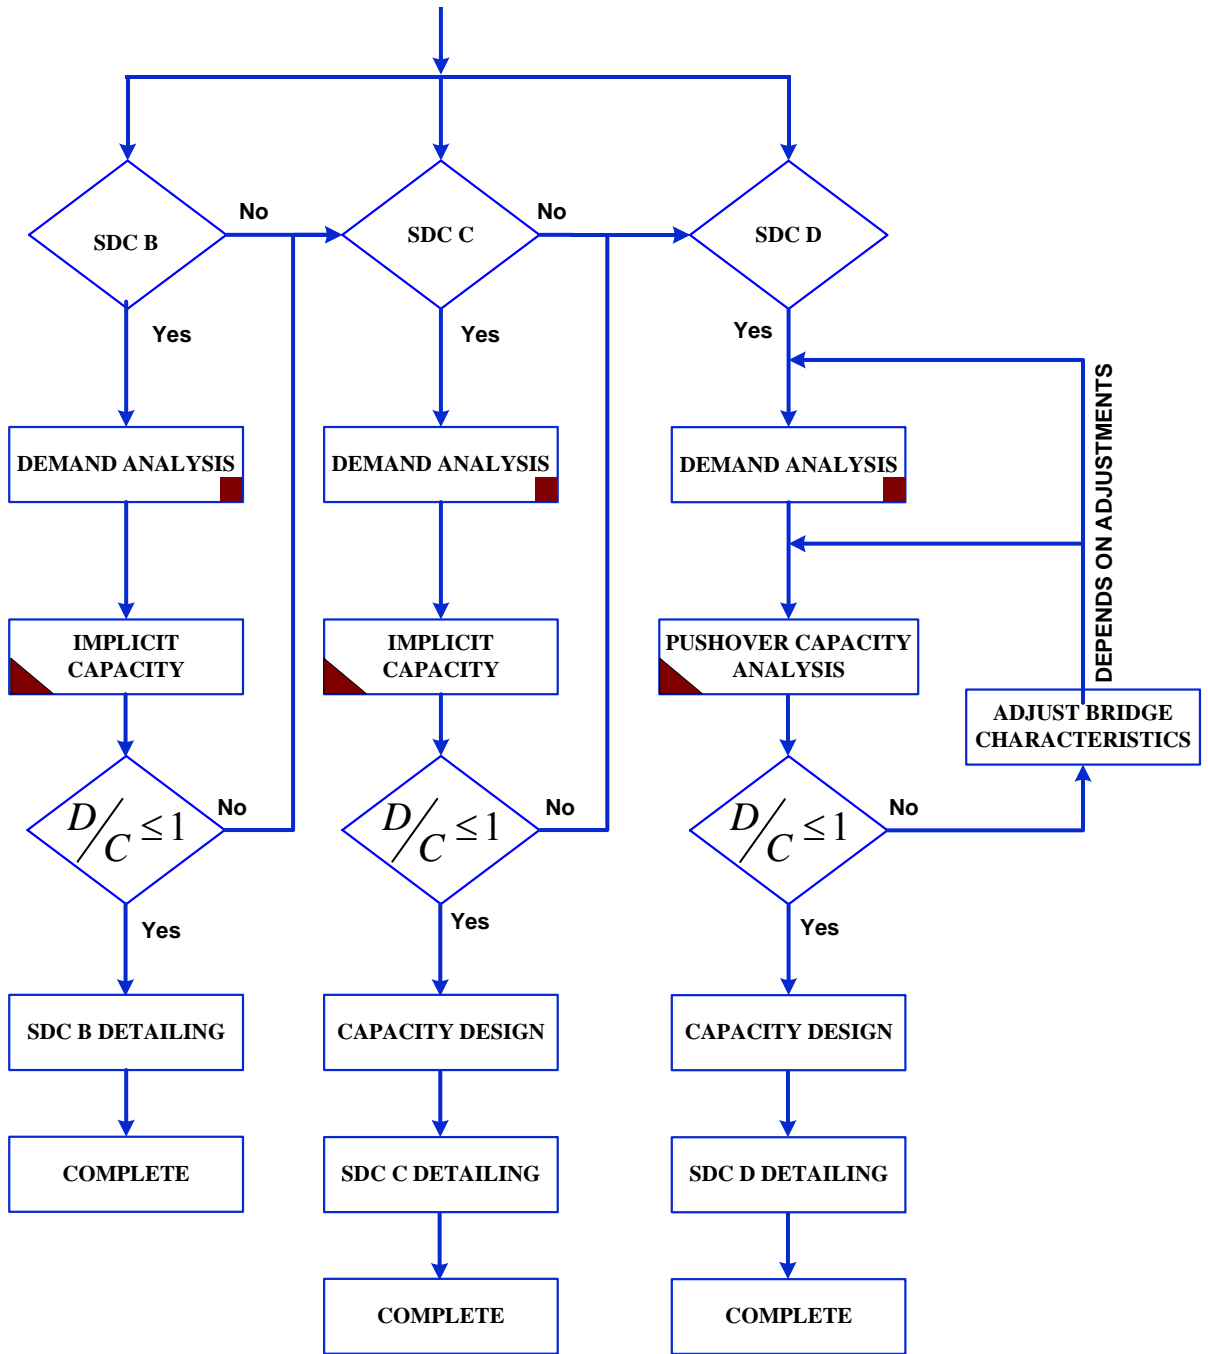 No
No
SDC B
SDC C
SDC D
Yes
Yes
Yes
DEMAND ANALYSIS
DEMAND ANALYSIS
DEMAND ANALYSIS
DEPENDS ON ADJUSTMENTS
IMPLICIT
CAPACITY
IMPLICIT
CAPACITY
PUSHOVER CAPACITY
ANALYSIS
ADJUST BRIDGE
CHARACTERISTICS
D/C ≤ 1
No
D/C ≤ 1
No
D/C ≤ 1
No
Yes
Yes
Yes
SDC B DETAILING
CAPACITY DESIGN
CAPACITY DESIGN
COMPLETE
SDC C DETAILING
SDC D DETAILING
COMPLETE
COMPLETE